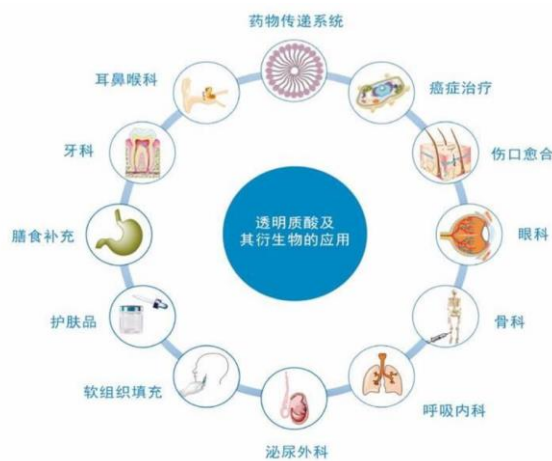 药物传递系统
癌症治疗
伤口愈合
眼科
骨科
呼吸内科
泌尿外科
软组织填充
护肤品
膳食补充
牙科
耳鼻喉科
透明质酸及
其衍生物的应用